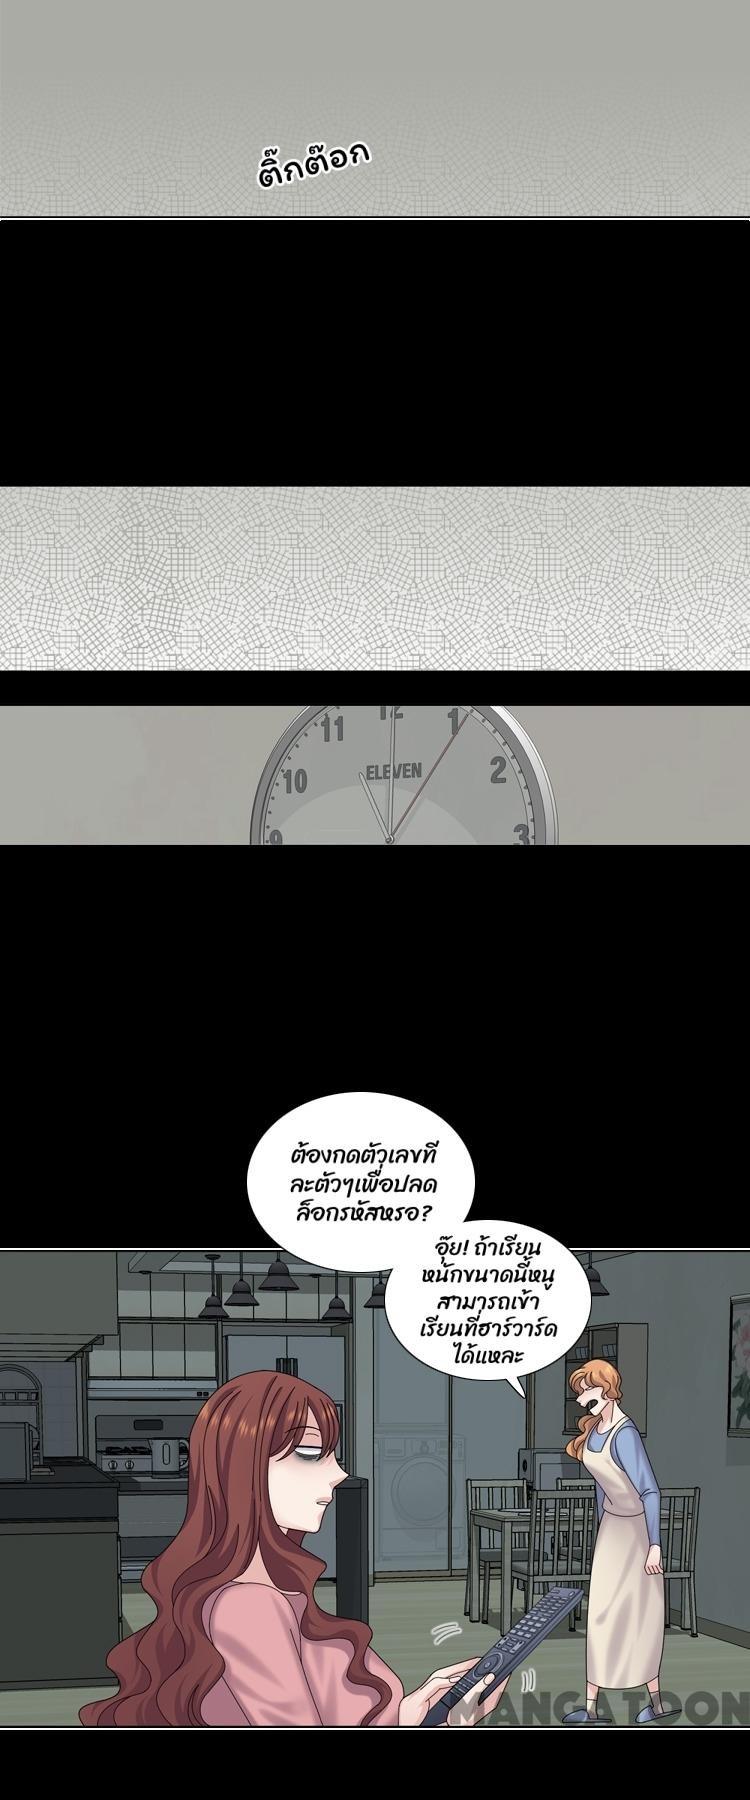 ติ๊กต๊อก
12
11
1
10
ELEVEN
2
9
3
ต้องกดตัวเลขที
ละตัวๆเพื่อปลด
ล็อกรหัสหรอ?
อุ๊ย! ถ้าเรียน
หนักขนาดนี้หนู
สามารถเข้า
เรียนที่ฮาร์วาร์ด
ได้แหละ
MANGATOON